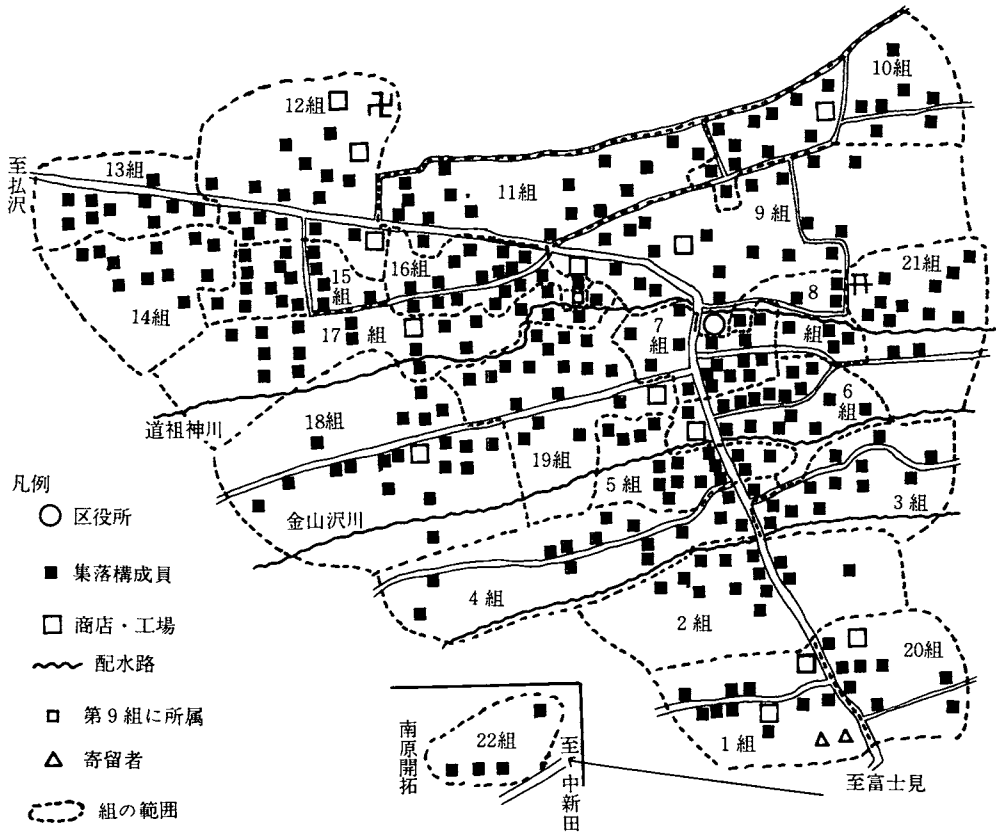 10組
12組
卍
至払沢
13組
11組
9組
21組
8組
15組
16組
14組
17組
7組
6組
道祖神川
18組
19組
5組
3組
金山沢川
4組
2組
20組
1組
至富士見
南原開拓
22組
至中新田
凡例
区役所
集落構成員
商店・工場
配水路
第9組に所属
寄留者
組の範囲